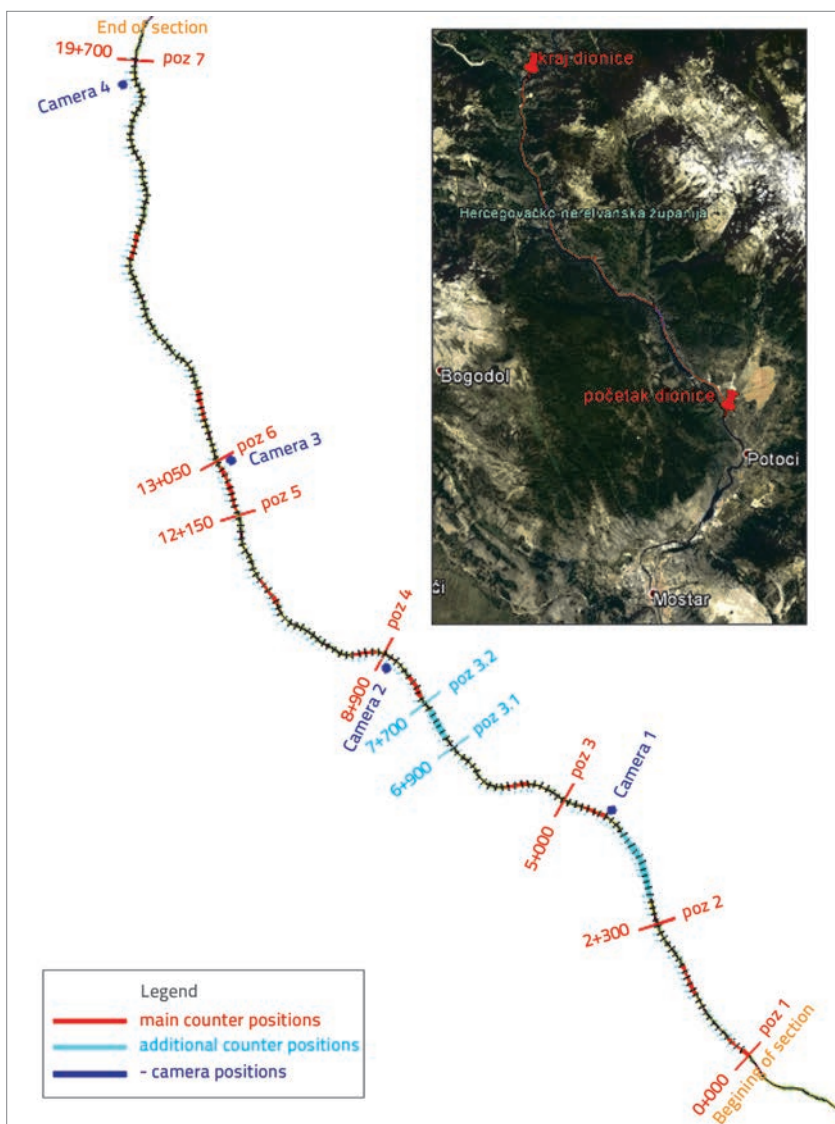 End of section
19+700 poz 7
Camera 4
13+050 poz 6
Camera 3
12+150 poz 5
8+900 poz 4
Camera 2
7+700 poz 3.2
6+900 poz 3.1
5+000 poz 3
Camera 1
2+300 poz 2
0+000 poz 1
Begining of section
kraj dionice
Hercegovačko neretvanska županija
Bogodol
početak dionice
Potoci
či
Mostar
Legend
main counter positions
additional counter positions
- camera positions